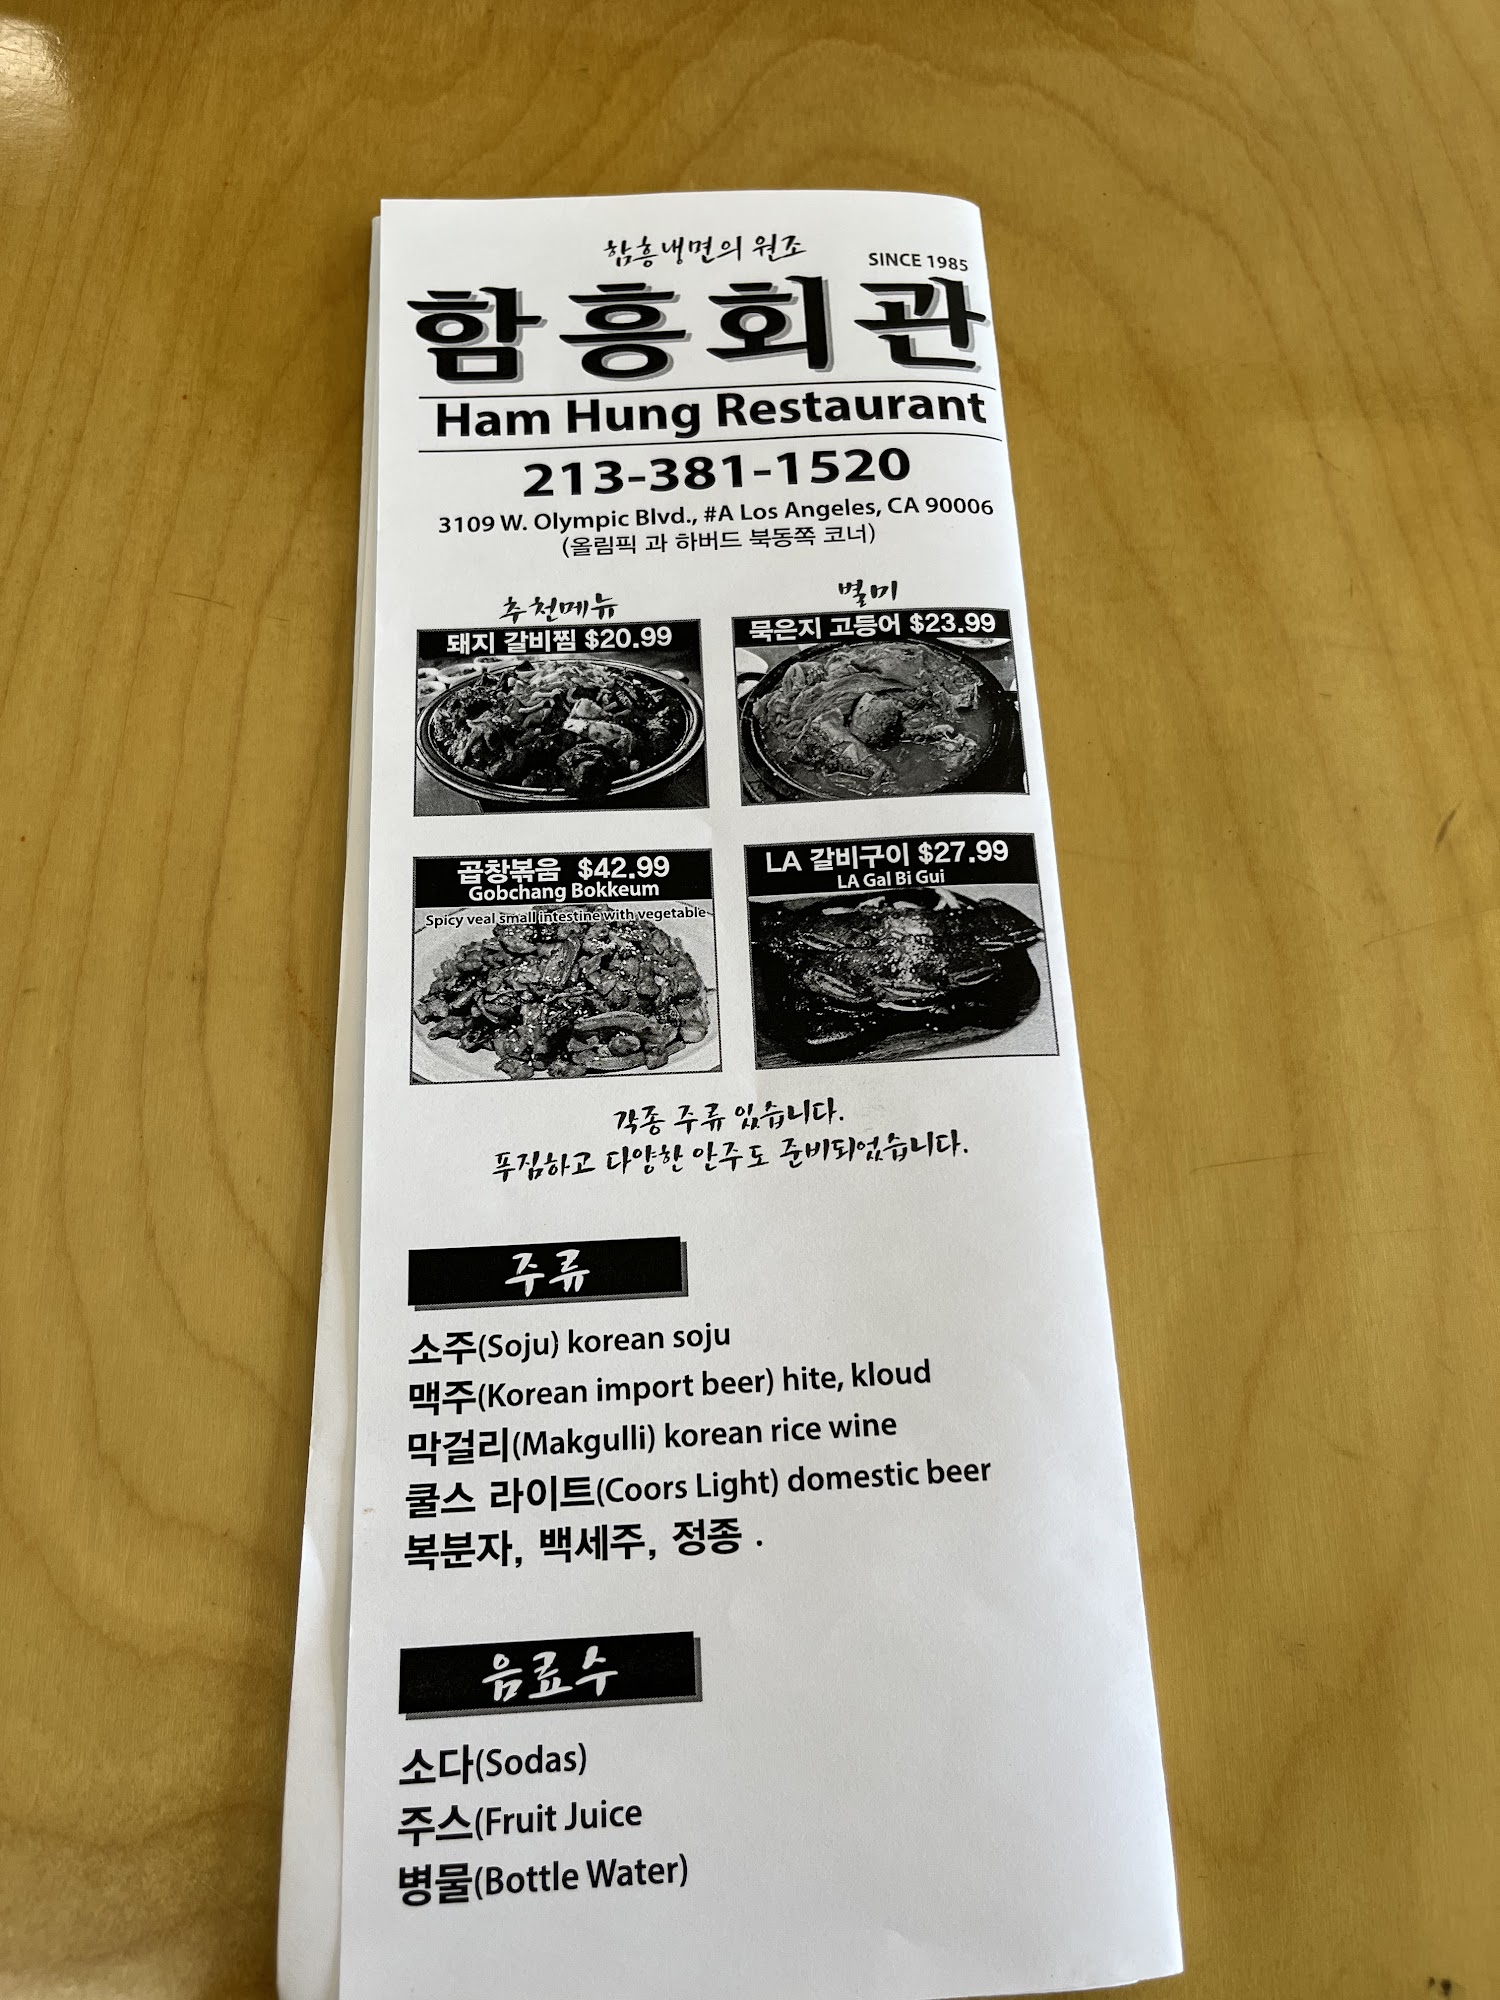 함흥냉면의 원조
SINCE 1985
함흥회관
Ham Hung Restaurant
213-381-1520
3109 W. Olympic Blvd., #A Los Angeles, CA 90006
(올림픽 과 하버드 북동쪽 코너)
추천메뉴
돼지 갈비찜 $20.99
별미
묵은지 고등어 $23.99
곱창볶음 $42.99
Gobchang Bokkeum
Spicy veal small intestine with vegetable
LA 갈비구이 $27.99
LA Gal Bi Gui
각종 주류 있습니다.
푸짐하고 다양한 안주도 준비되었습니다.
주류
소주(Soju) korean soju
맥주(Korean import beer) hite, kloud
막걸리(Makgulli) korean rice wine
쿨스 라이트(Coors Light) domestic beer
복분자, 백세주, 정종 .
음료수
소다(Sodas)
주스(Fruit Juice
병물(Bottle Water)